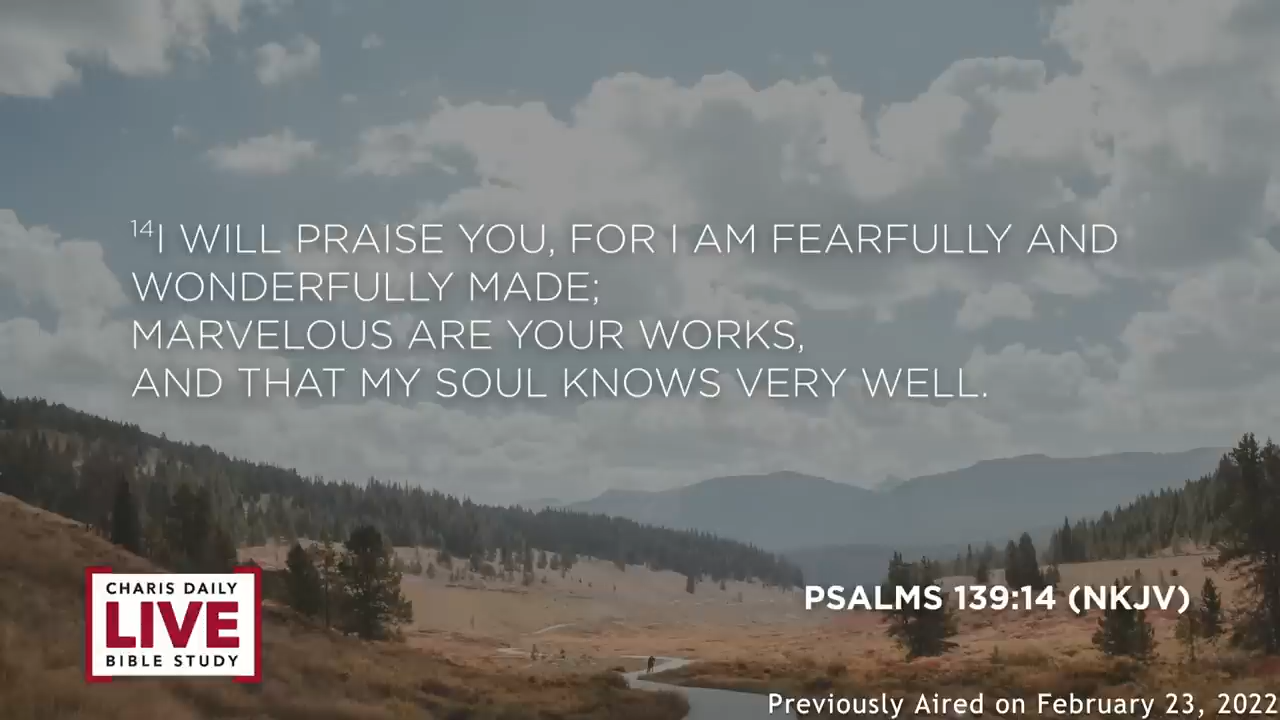 ¹⁴I WILL PRAISE YOU, FOR I AM FEARFULLY AND
WONDERFULLY MADE;
MARVELOUS ARE YOUR WORKS,
AND THAT MY SOUL KNOWS VERY WELL.
PSALMS 139:14 (NKJV)
CHARIS DAILY
LIVE
BIBLE STUDY
Previously Aired on February 23, 2022